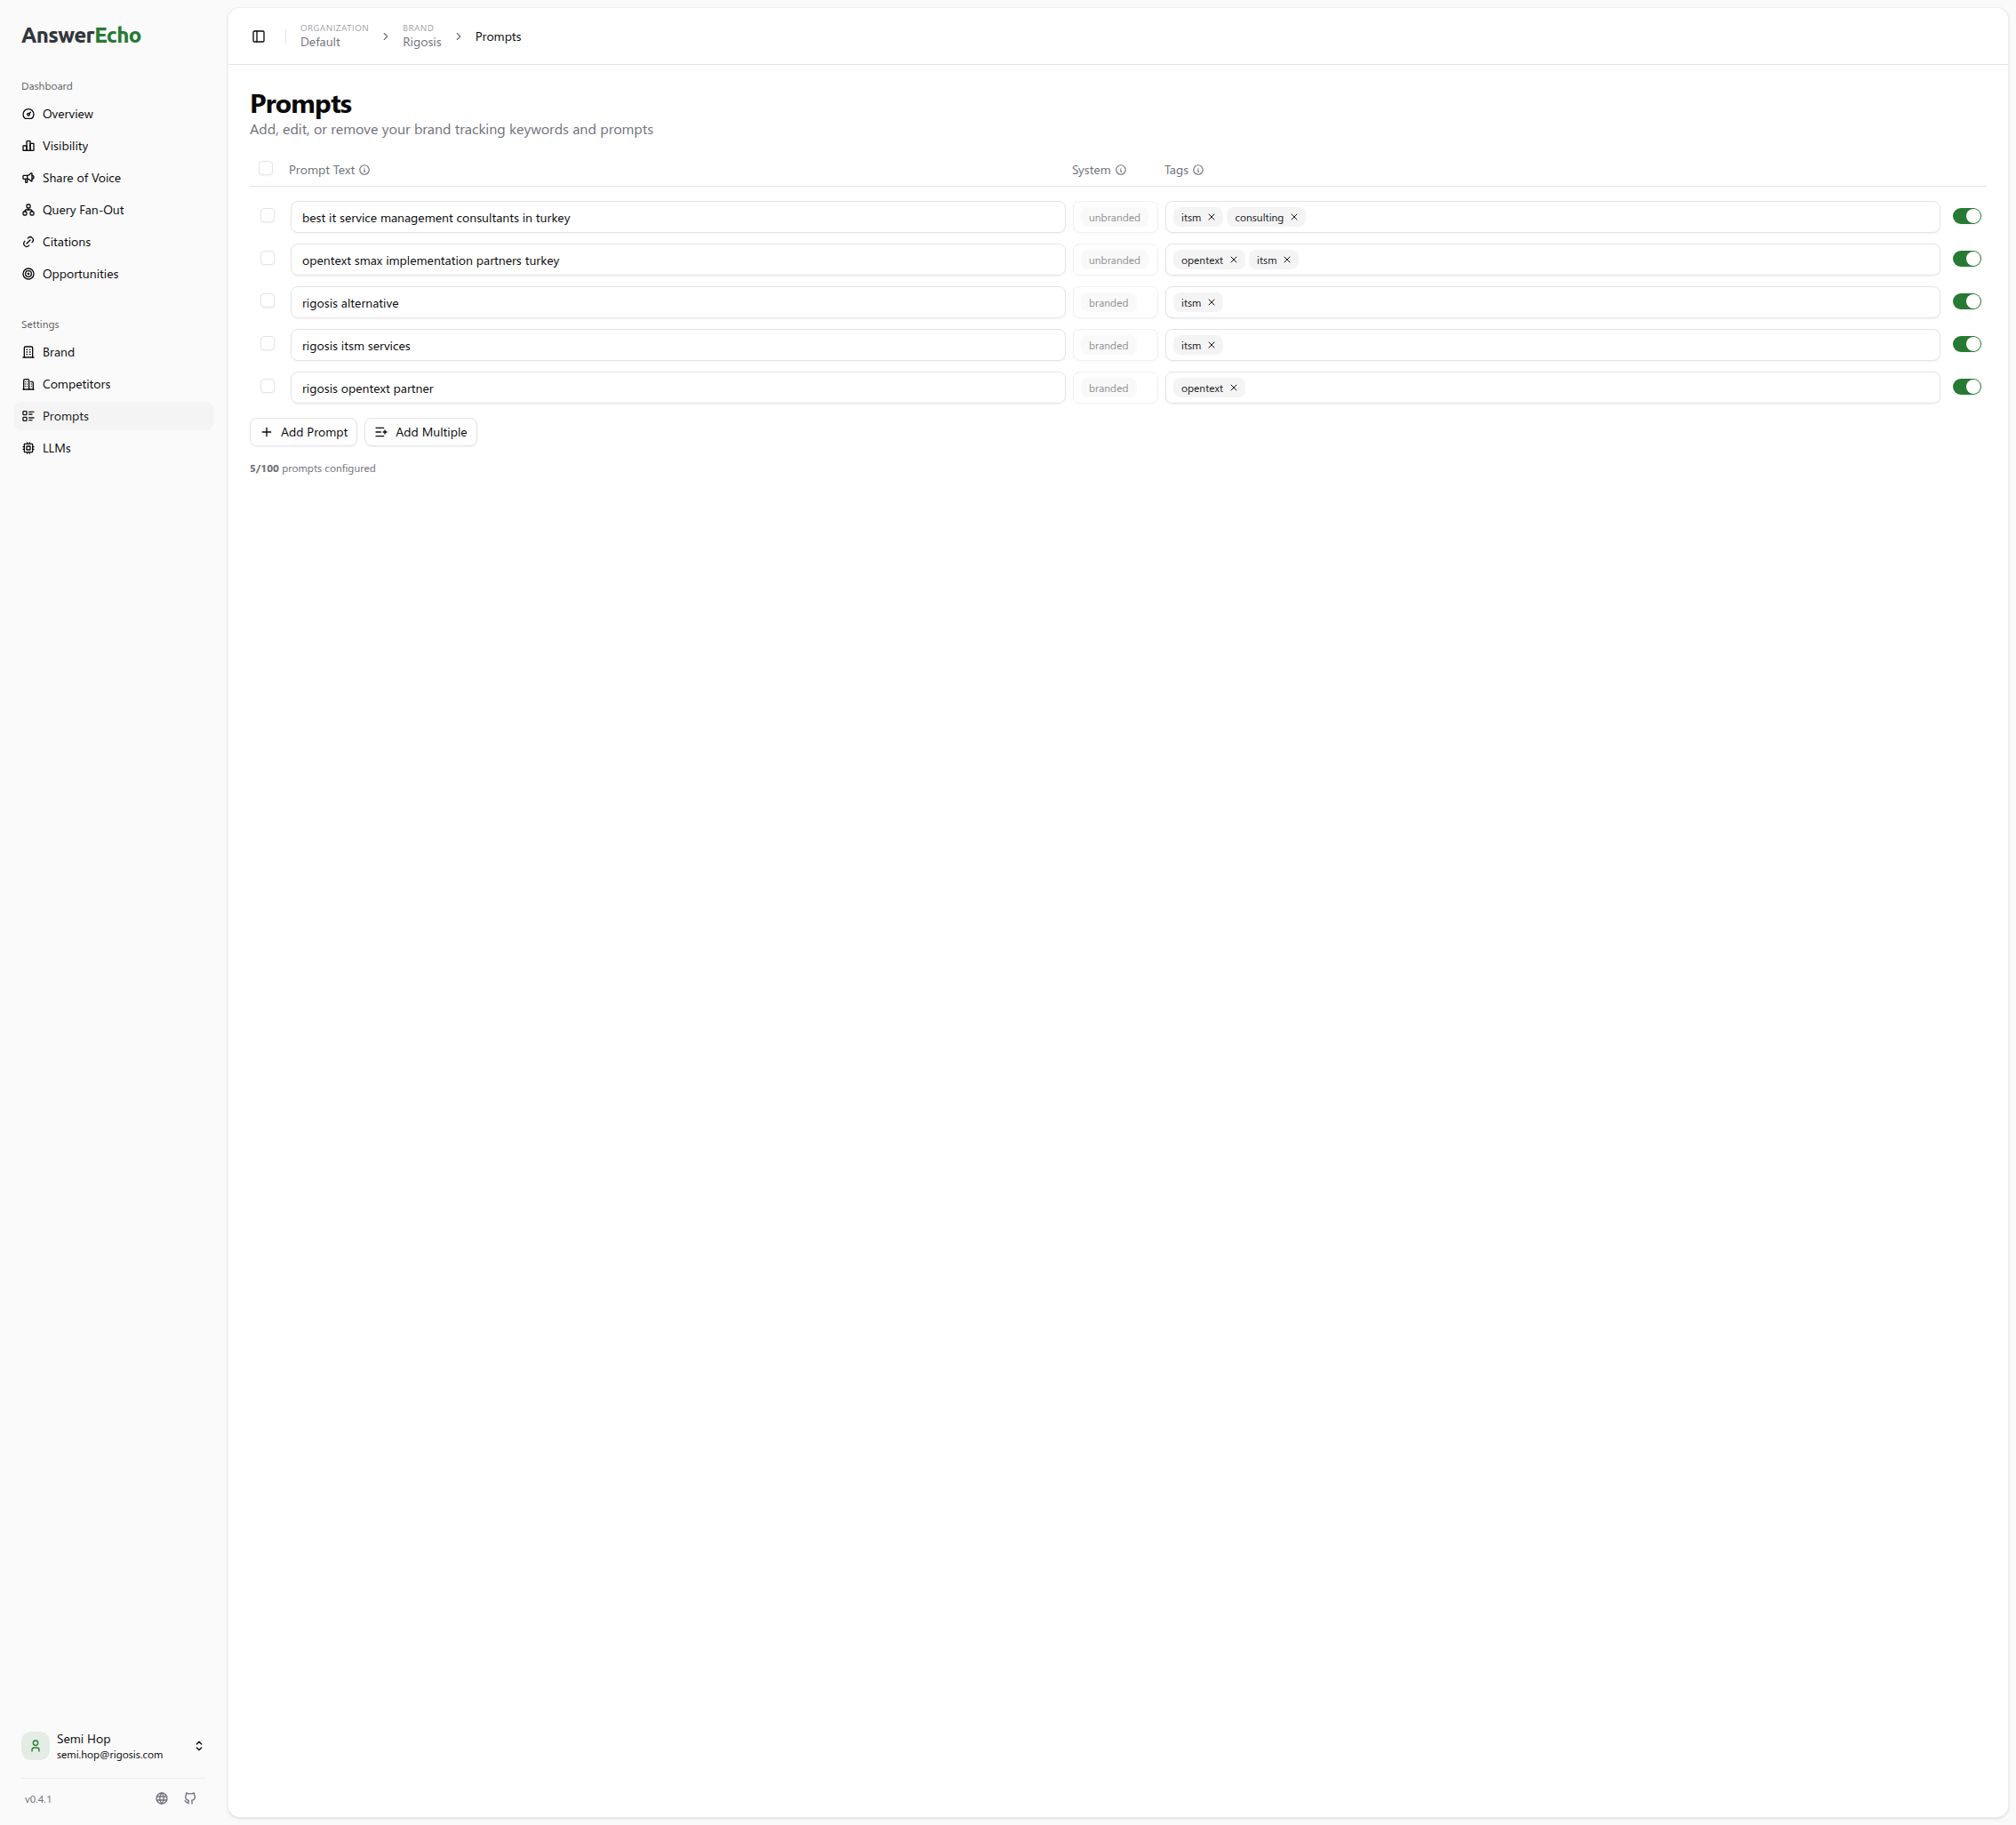 AnswerEcho
Dashboard
Overview
Visibility
Share of Voice
Query Fan-Out
Citations
Opportunities
Settings
Brand
Competitors
Prompts
LLMs
Semi Hop
semi.hop@rigosis.com
v0.4.1
ORGANIZATION
Default
BRAND
Rigosis
Prompts
Prompts
Add, edit, or remove your brand tracking keywords and prompts
Prompt Text System Tags
best it service management consultants in turkey unbranded itsm consulting
opentext smax implementation partners turkey unbranded opentext itsm
rigosis alternative branded itsm
rigosis itsm services branded itsm
rigosis opentext partner branded opentext
Add Prompt Add Multiple
5/100 prompts configured